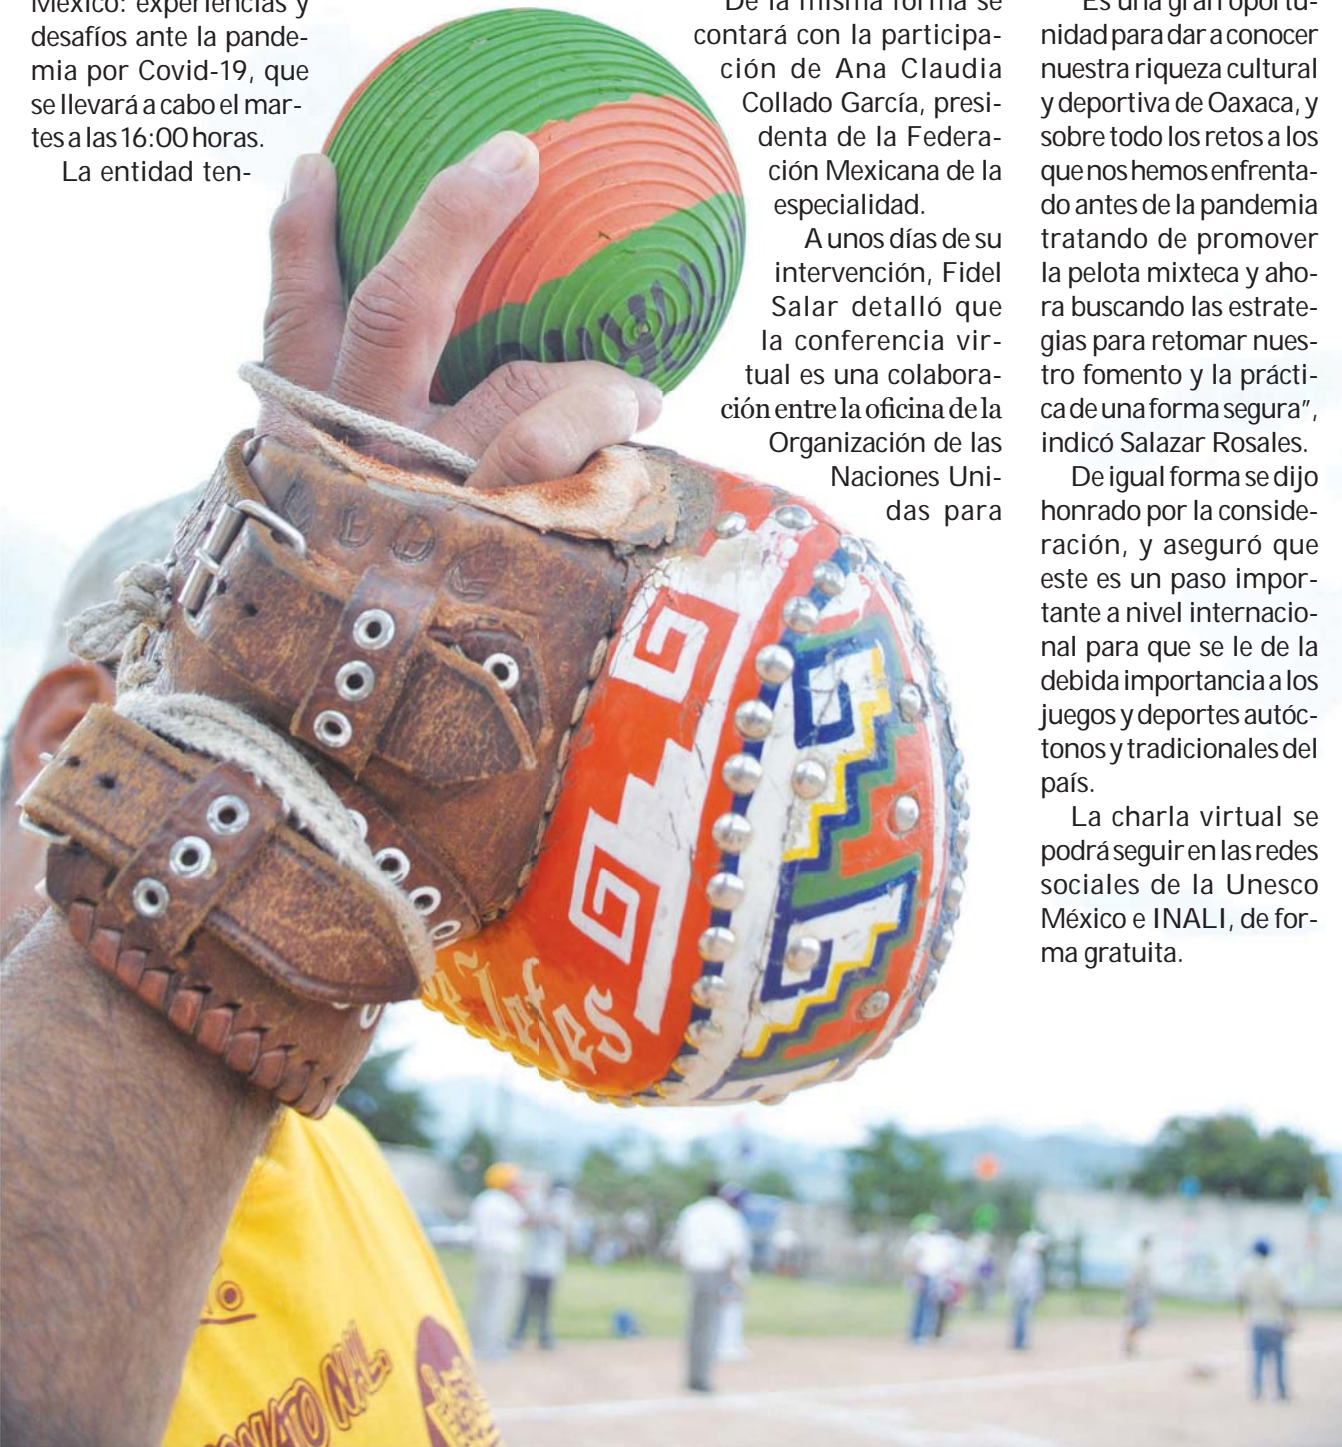 México: experiencias y
desafíos ante la pande-
mia por Covid-19, que
se llevará a cabo el mar-
tes a las 16:00 horas.
La entidad ten-
De la misma forma se
contará con la participa-
ción de Ana Claudia
Collado García, presi-
denta de la Federa-
ción Mexicana de la
especialidad.
A unos días de su
intervención, Fidel
Salar detalló que
la conferencia vir-
tual es una colabora-
ción entre la oficina de la
Organización de las
Naciones Uni-
das para
Es una gran oportu-
nidad para dar a conocer
nuestra riqueza cultural
y deportiva de Oaxaca, y
sobre todo los retos a los
que nos hemos enfrenta-
do antes de la pandemia
tratando de promover
la pelota mixteca y aho-
ra buscando las estrate-
gias para retomar nues-
tro fomento y la prácti-
ca de una forma segura”,
indicó Salazar Rosales.
De igual forma se dijo
honrado por la conside-
ración, y aseguró que
este es un paso impor-
tante a nivel internacio-
nal para que se le de la
debida importancia a los
juegos y deportes autóc-
tonos y tradicionales del
país.
La charla virtual se
podrá seguir en las redes
sociales de la Unesco
México e INALI, de for-
ma gratuita.
Jefes
ONATO NAL.